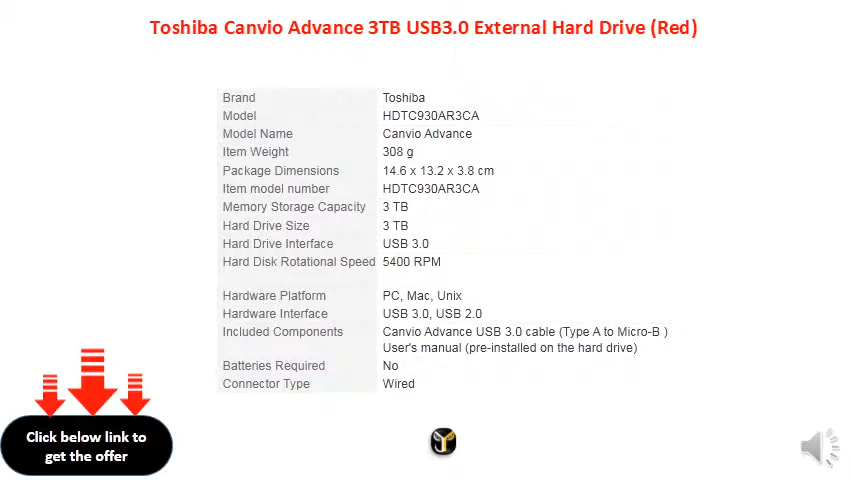 Toshiba Canvio Advance 3TB USB3.0 External Hard Drive (Red)
Brand Toshiba
Model HDTC930AR3CA
Model Name Canvio Advance
Item Weight 308 g
Package Dimensions 14.6 x 13.2 x 3.8 cm
Item model number HDTC930AR3CA
Memory Storage Capacity 3 TB
Hard Drive Size 3 TB
Hard Drive Interface USB 3.0
Hard Disk Rotational Speed 5400 RPM
Hardware Platform PC, Mac, Unix
Hardware Interface USB 3.0, USB 2.0
Included Components Canvio Advance USB 3.0 cable (Type A to Micro-B )
User's manual (pre-installed on the hard drive)
Batteries Required No
Connector Type Wired
Click below link to
get the offer